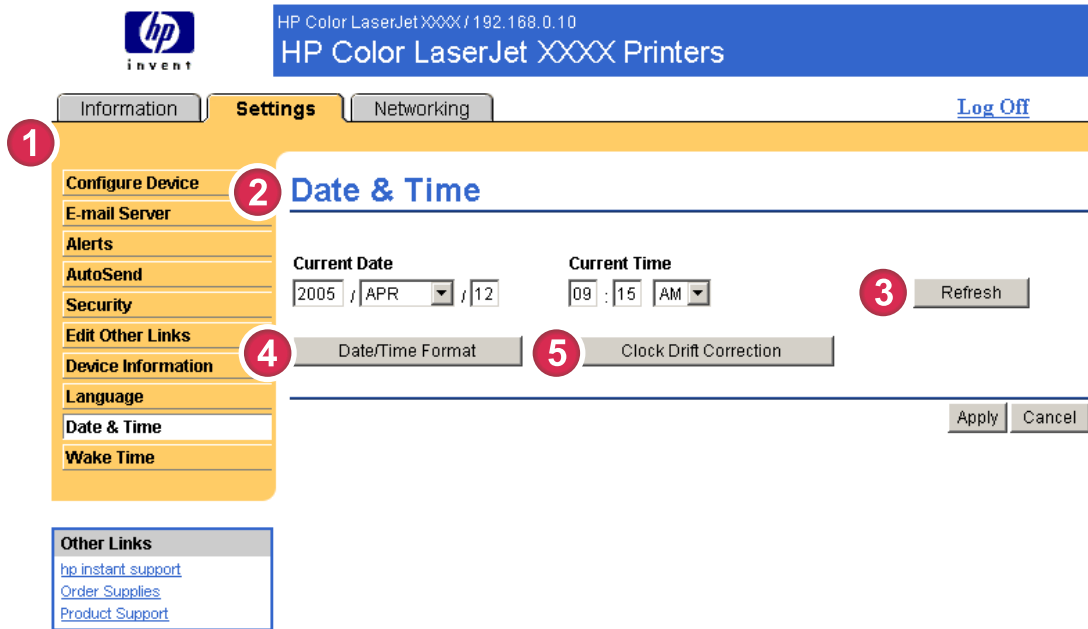 hp
invent
HP Color LaserJet XXXX / 192.168.0.10
HP Color LaserJet XXXX Printers
Information
Settings
Networking
Log Off
1
Configure Device
E-mail Server
Alerts
AutoSend
Security
Edit Other Links
Device Information
Language
Date & Time
Wake Time
Other Links
hp instant support
Order Supplies
Product Support
2
Date & Time
Current Date
2005 / APR / 12
Current Time
09 : 15 AM
3
Refresh
4
Date/Time Format
5
Clock Drift Correction
Apply
Cancel